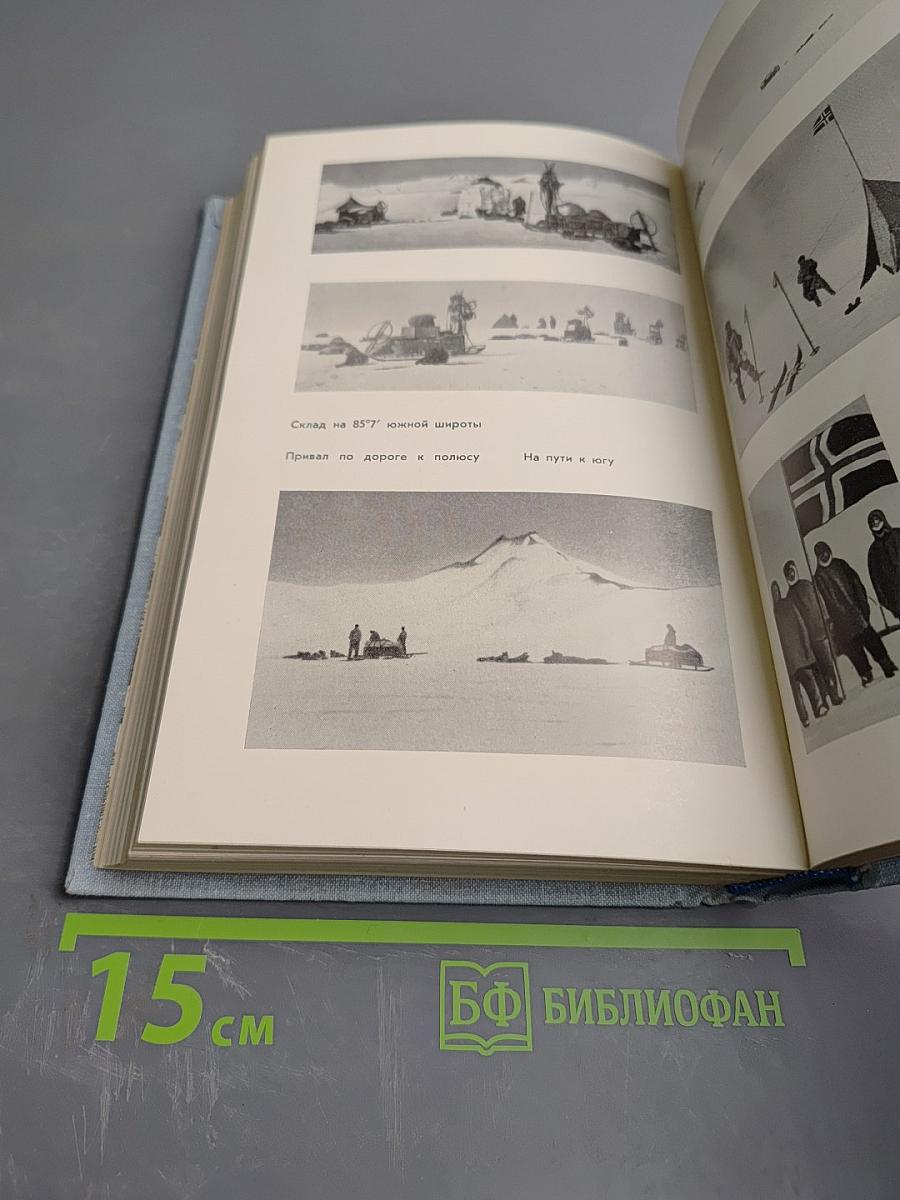 Склад на 85°7′ южной широты
Привал по дороге к полюсу На пути к югу
15 см
БФ БИБЛИОФАН